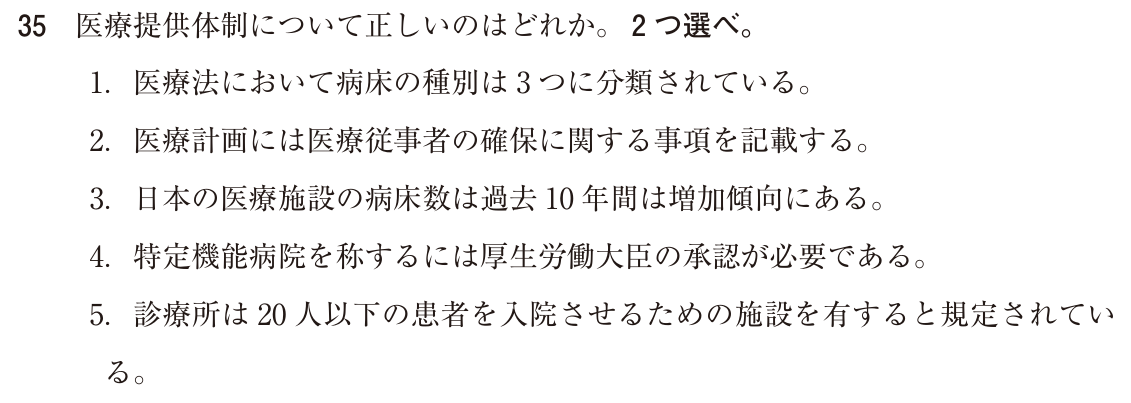 35 医療提供体制について正しいのはどれか。2つ選べ。
1. 医療法において病床の種別は3つに分類されている。
2. 医療計画には医療従事者の確保に関する事項を記載する。
3. 日本の医療施設の病床数は過去10年間は増加傾向にある。
4. 特定機能病院を称するには厚生労働大臣の承認が必要である。
5. 診療所は20人以下の患者を入院させるための施設を有すると規定されてい
る。